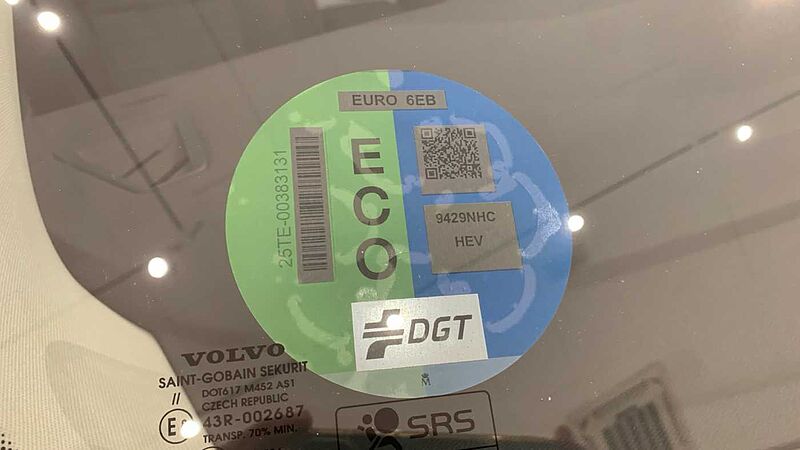 EURO 6EB
25TE-00383131
ECO
9429NHC
HEV
DGT
M
VOLVO
SAINT-GOBAIN SEKURIT
//
DOT617 M452 AS1
CZECH REPUBLIC
43R-002687
TRANSP. 70% MIN.
SRS